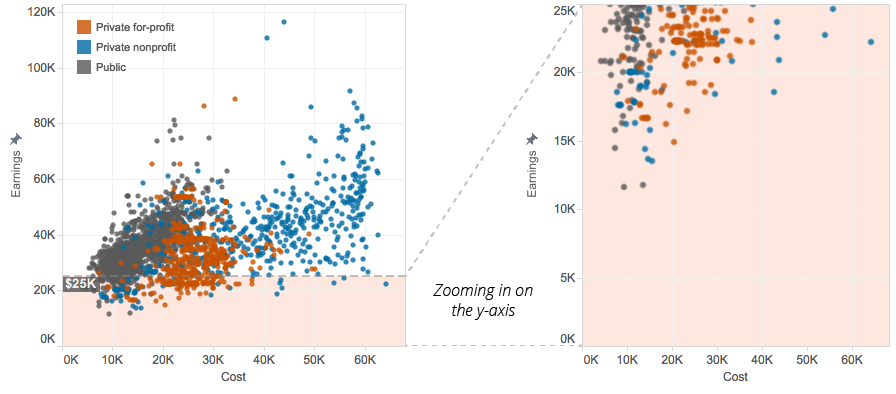 120K
100K
80K
60K
40K
20K
0K
Earnings
Private for-profit
Private nonprofit
Public
$25K
0K 10K 20K 30K 40K 50K 60K
Cost
Zooming in on
the y-axis
25K
20K
15K
10K
5K
0K
Earnings
0K 10K 20K 30K 40K 50K 60K
Cost